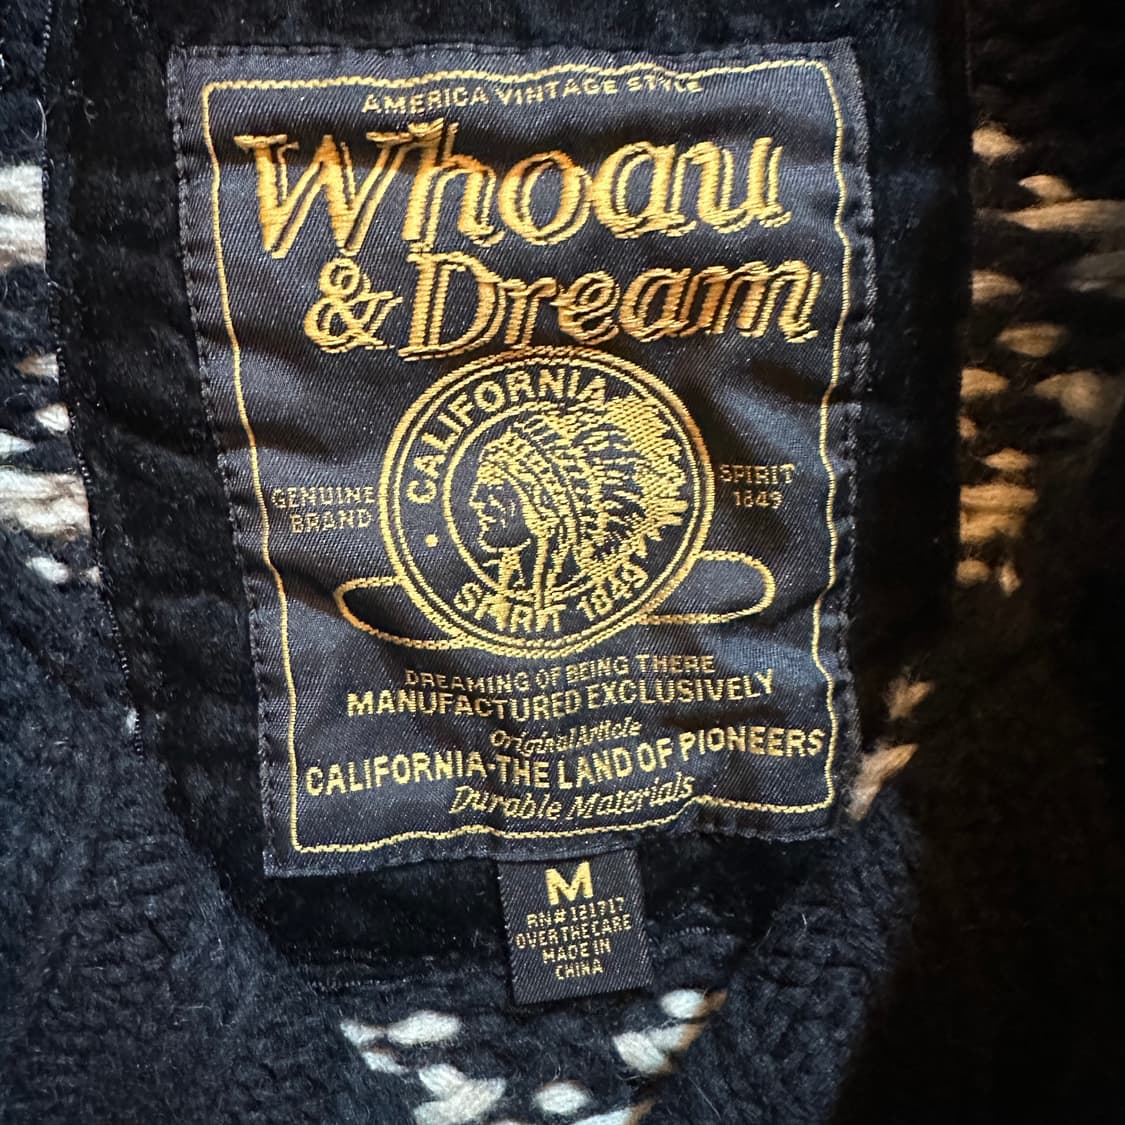 AMERICA VINTAGE STYLE
Whoau
& Dream
CALIFORNIA
GENUINE
BRAND
SPIRIT
1849
SPIRIT 1849
DREAMING OF BEING THERE
MANUFACTURED EXCLUSIVELY
Original Article
CALIFORNIA·THE LAND OF PIONEERS
Durable Materials
M
RN# 121717
OVER THE CARE
MADE IN
CHINA